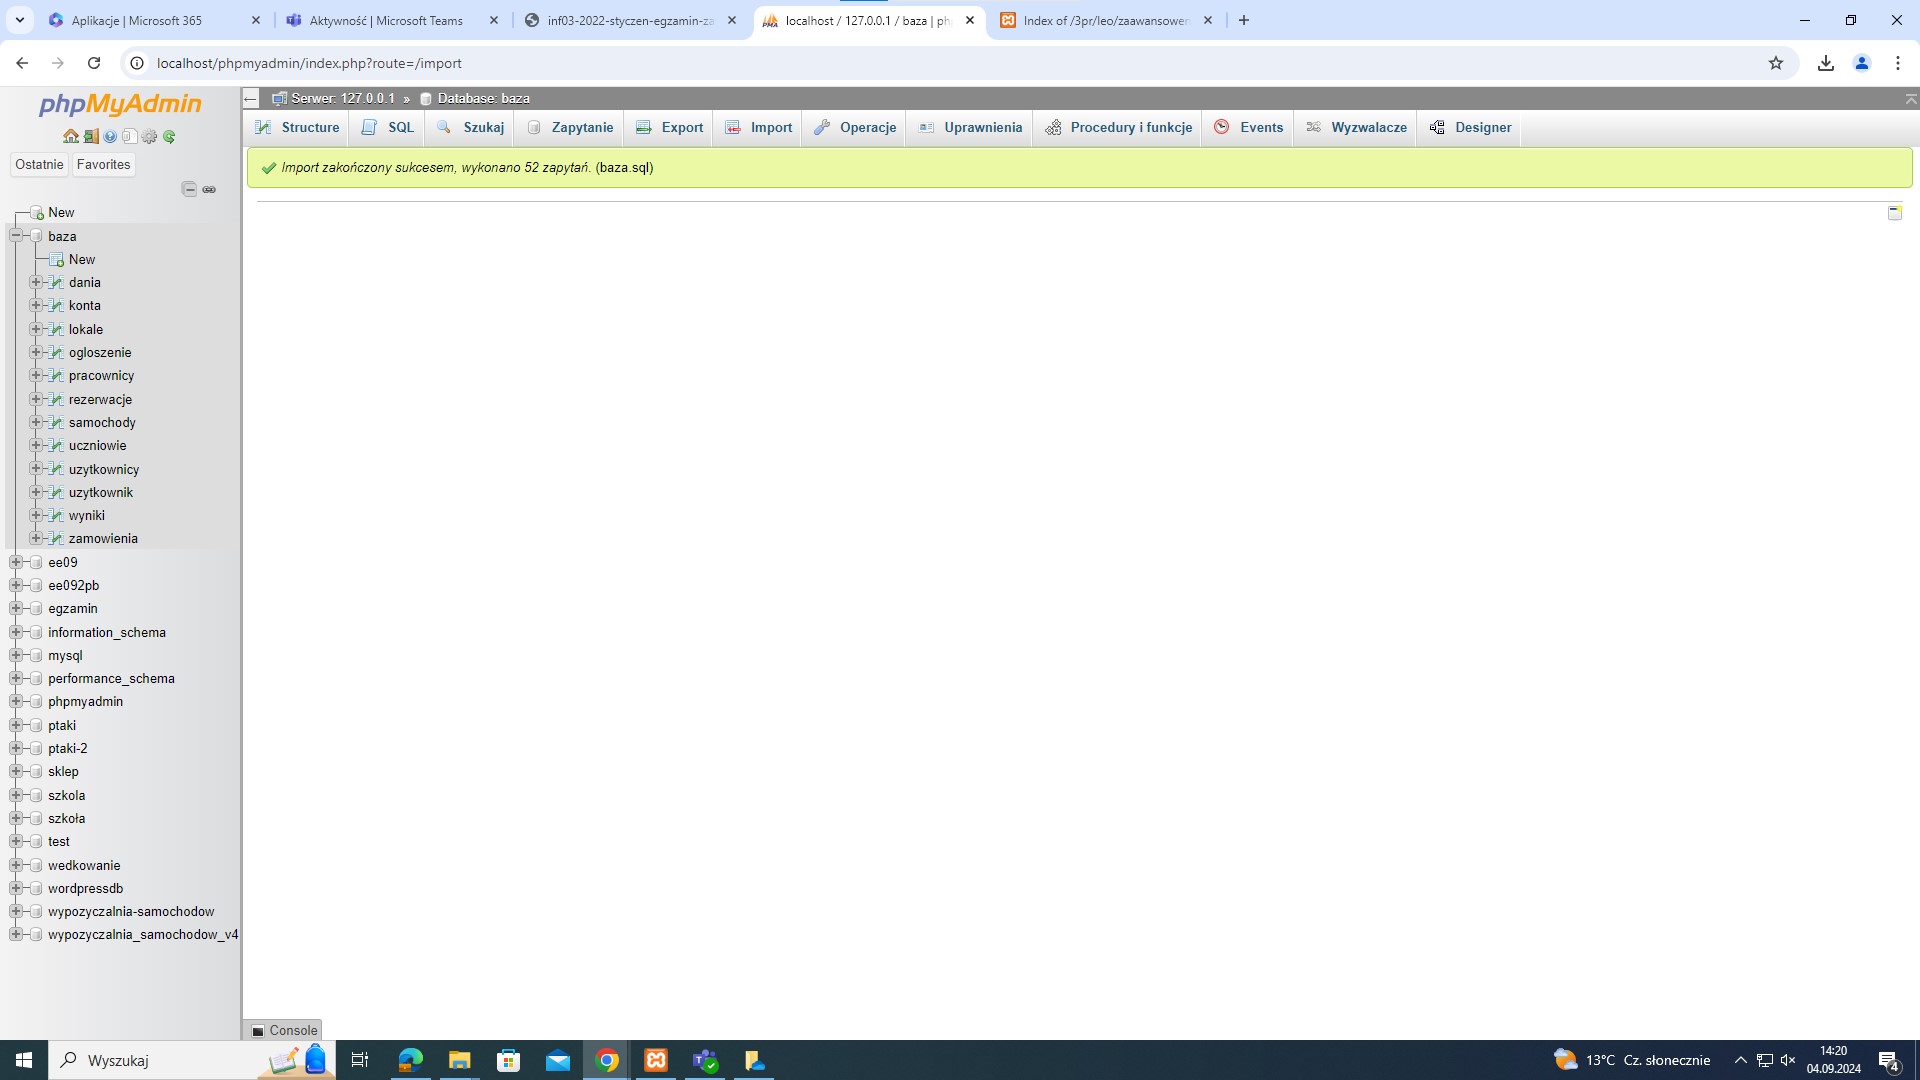 Aplikacje | Microsoft 365
Aktywność | Microsoft Teams
inf03-2022-styczen-egzamin-za
localhost / 127.0.0.1 / baza | ph
Index of /3pr/leo/zaawansowen
localhost/phpmyadmin/index.php?route=/import
phpMyAdmin
Ostatnie Favorites
New
baza
New
dania
konta
lokale
ogloszenie
pracownicy
rezerwacje
samochody
uczniowie
uzytkownicy
uzytkownik
wyniki
zamowienia
ee09
ee092pb
egzamin
information_schema
mysql
performance_schema
phpmyadmin
ptaki
ptaki-2
sklep
szkola
szkoła
test
wedkowanie
wordpressdb
wypozyczalnia-samochodow
wypozyczalnia_samochodow_v4
Serwer: 127.0.0.1 » Database: baza
Structure SQL Szukaj Zapytanie Export Import Operacje Uprawnienia Procedury i funkcje Events Wyzwalacze Designer
Import zakończony sukcesem, wykonano 52 zapytań. (baza.sql)
Console
Wyszukaj
13°C Cz. słonecznie
14:20
04.09.2024
4